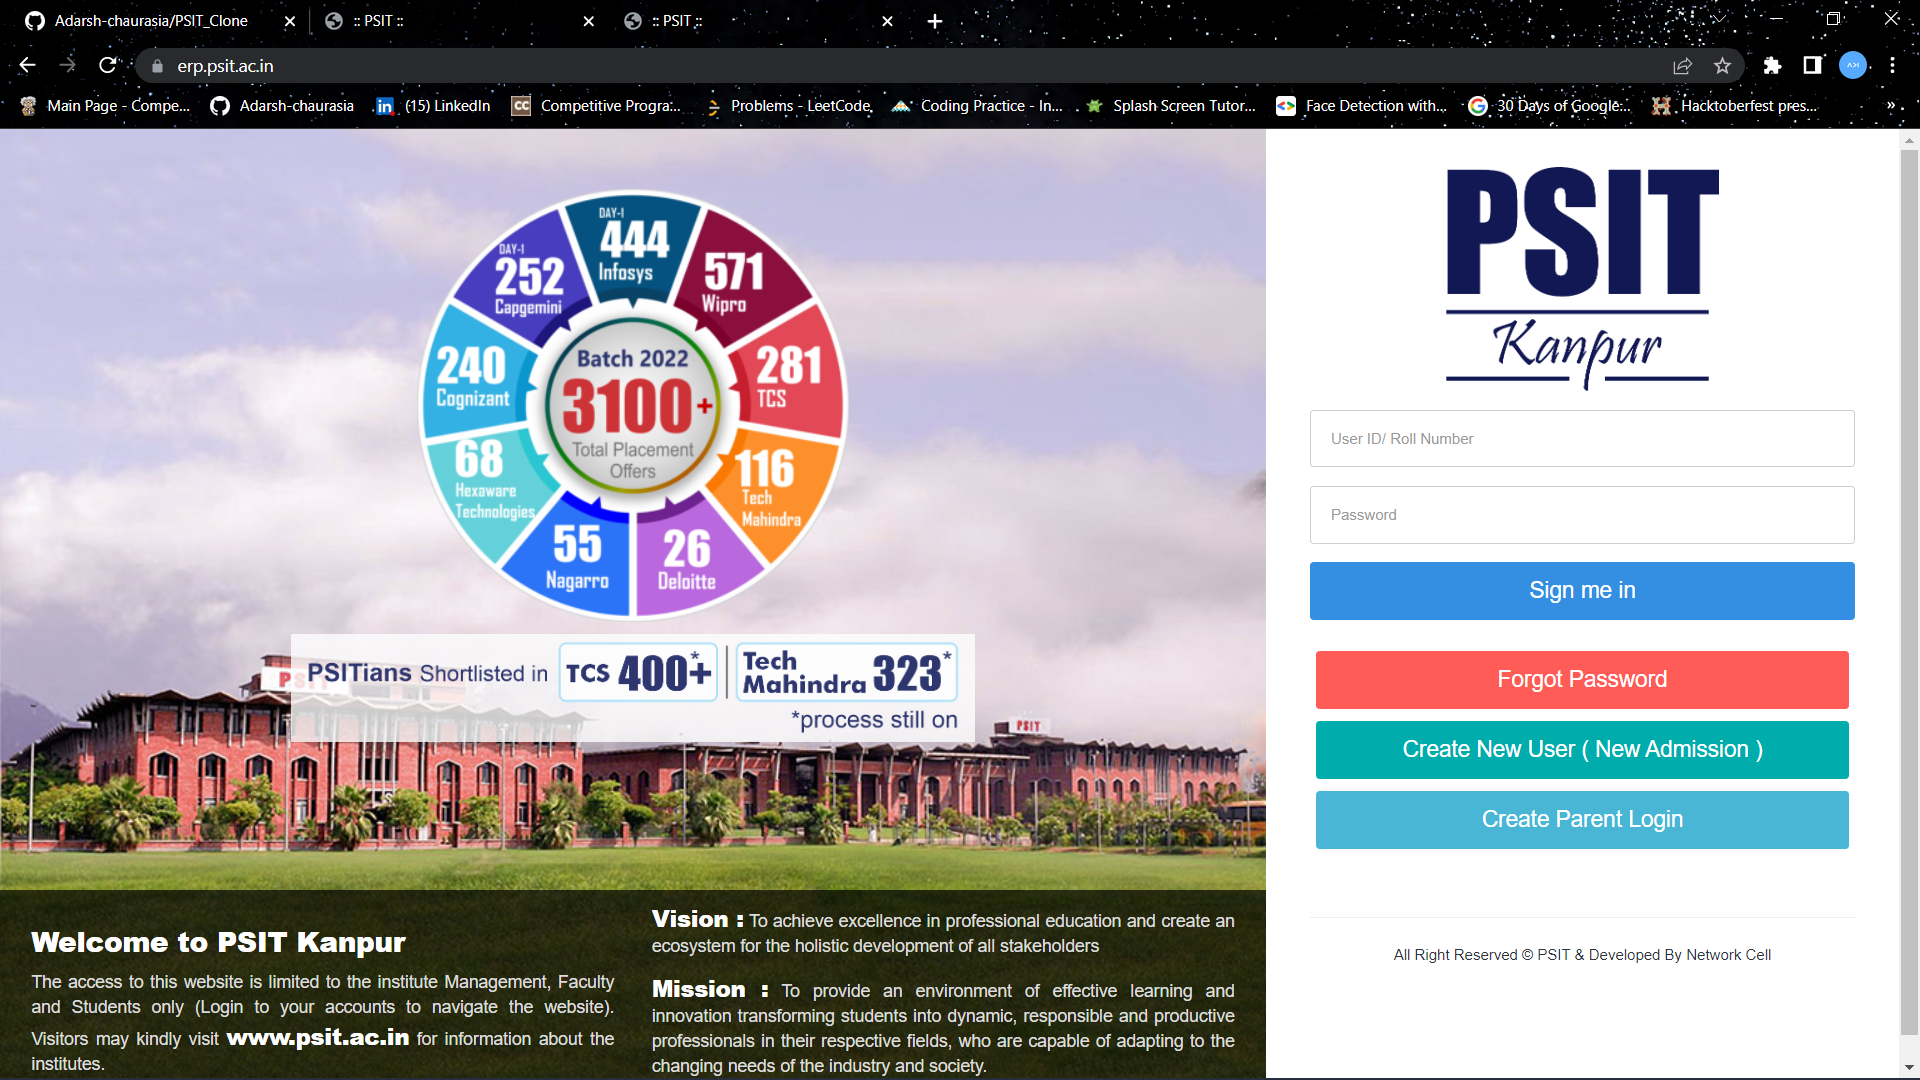 Adarsh-chaurasia/PSIT_Clone
:: PSIT ::
:: PSIT ::
erp.psit.ac.in
Main Page - Compe...
Adarsh-chaurasia
(15) LinkedIn
Competitive Progra...
Problems - LeetCode
Coding Practice - In...
Splash Screen Tutor...
Face Detection with...
30 Days of Google...
Hacktoberfest pres...
»
DAY-1
444
Infosys
DAY-1
252
Capgemini
571
Wipro
240
Cognizant
281
TCS
Batch 2022
3100+
Total Placement
Offers
68
Hexaware
Technologies
116
Tech
Mahindra
55
Nagarro
26
Deloitte
PSITians Shortlisted in TCS 400+* | Tech Mahindra 323*
*process still on
PSIT
Welcome to PSIT Kanpur
The access to this website is limited to the institute Management, Faculty
and Students only (Login to your accounts to navigate the website).
Visitors may kindly visit www.psit.ac.in for information about the
institutes.
Vision : To achieve excellence in professional education and create an
ecosystem for the holistic development of all stakeholders
Mission : To provide an environment of effective learning and
innovation transforming students into dynamic, responsible and productive
professionals in their respective fields, who are capable of adapting to the
changing needs of the industry and society.
PSIT
Kanpur
User ID/ Roll Number
Password
Sign me in
Forgot Password
Create New User ( New Admission )
Create Parent Login
All Right Reserved © PSIT & Developed By Network Cell